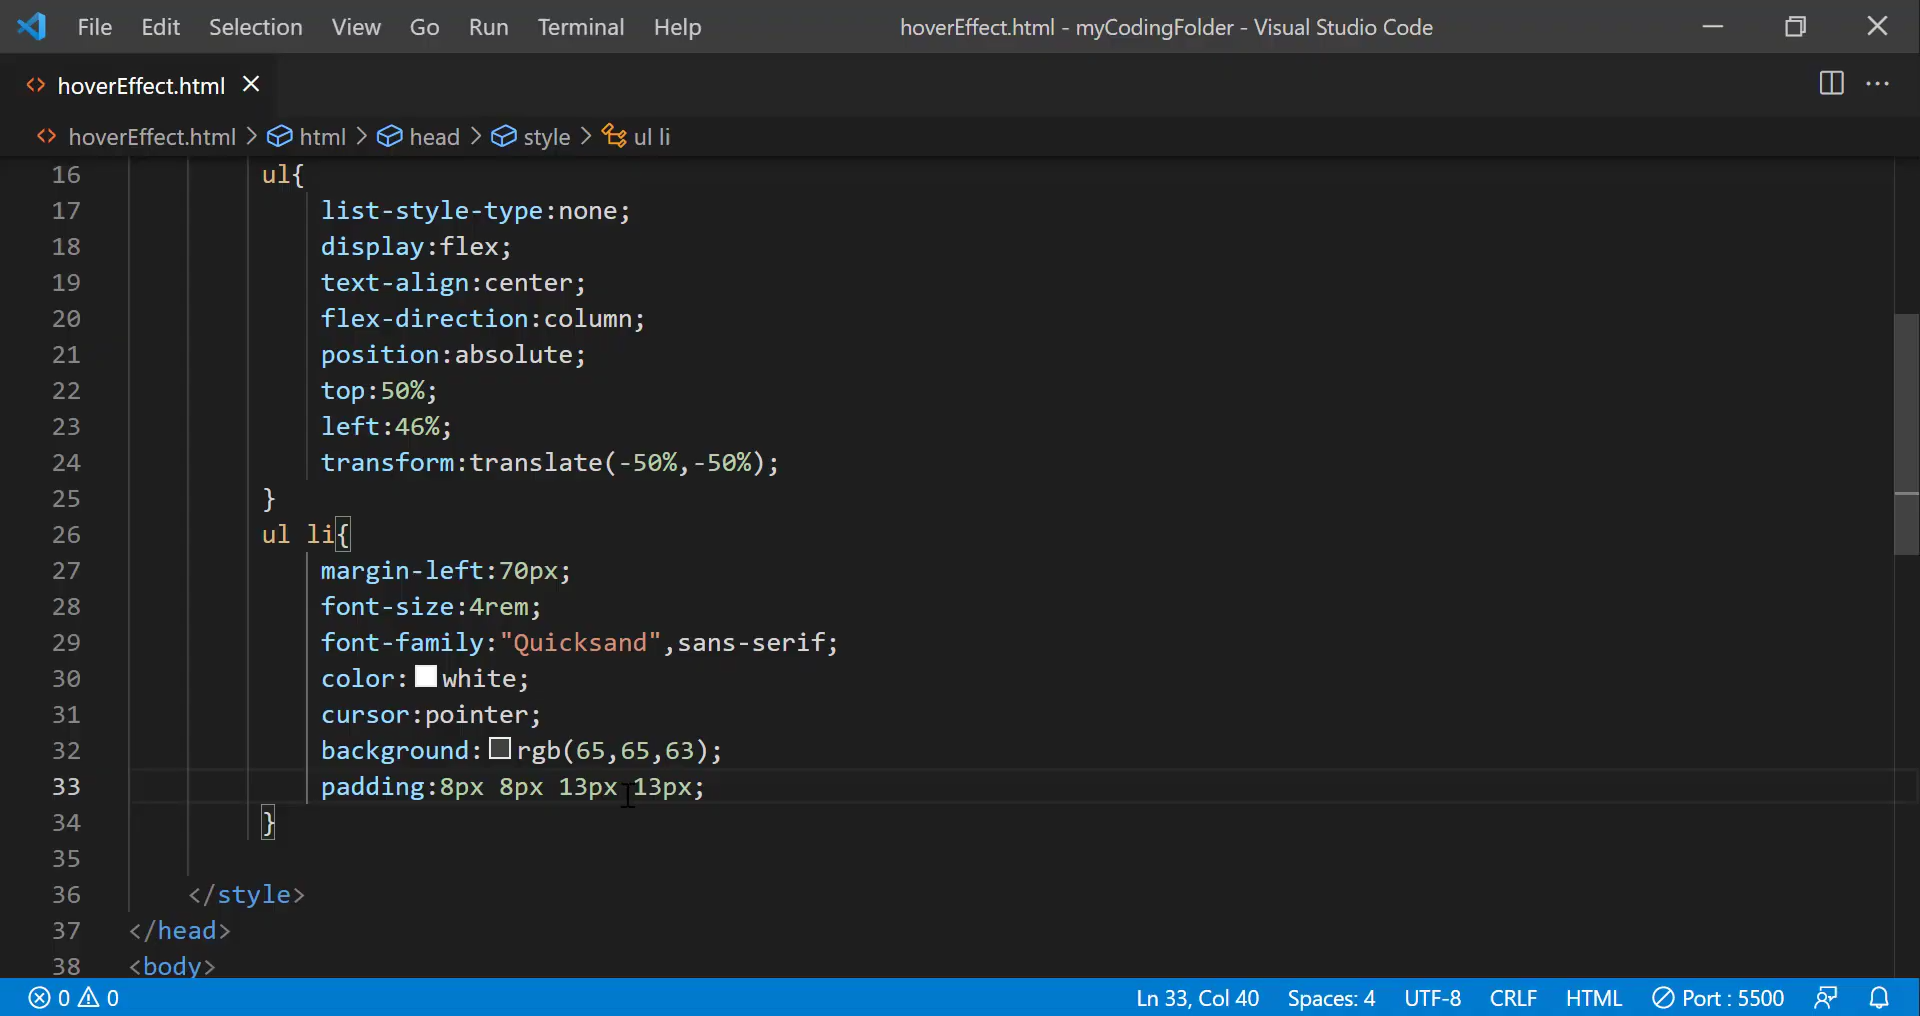 File Edit Selection View Go Run Terminal Help hoverEffect.html - myCodingFolder - Visual Studio Code
hoverEffect.html
hoverEffect.html > html > head > style > ul li
16 ul{
17 list-style-type:none;
18 display:flex;
19 text-align:center;
20 flex-direction:column;
21 position:absolute;
22 top:50%;
23 left:46%;
24 transform:translate(-50%,-50%);
25 }
26 ul li{
27 margin-left:70px;
28 font-size:4rem;
29 font-family:"Quicksand",sans-serif;
30 color:white;
31 cursor:pointer;
32 background:rgb(65,65,63);
33 padding:8px 8px 13px 13px;
34 }
35
36 </style>
37 </head>
38 <body>
0 0 Ln 33, Col 40 Spaces: 4 UTF-8 CRLF HTML Port : 5500